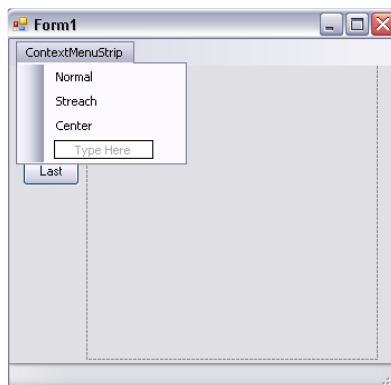 Form1
ContextMenuStrip
Normal
Streach
Center
Type Here
Last